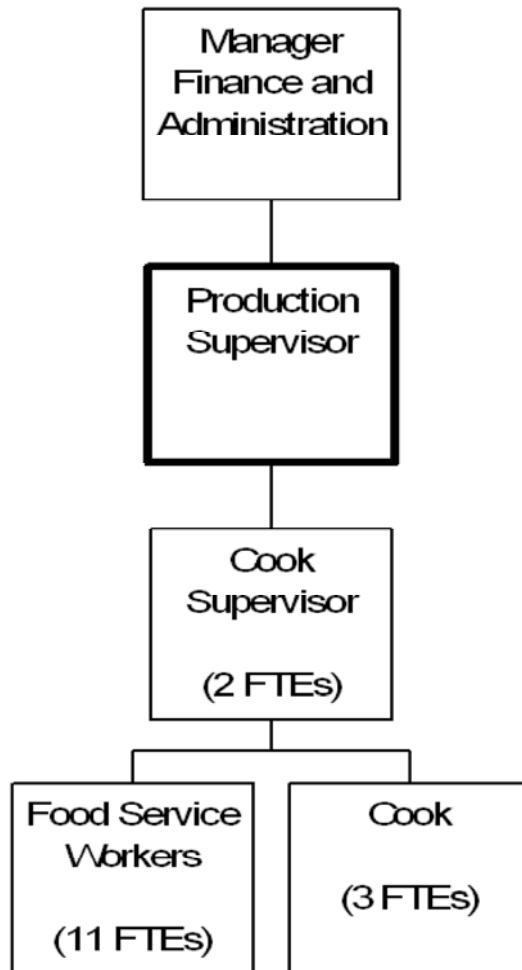 Manager
Finance and
Administration
Production
Supervisor
Cook
Supervisor
(2 FTEs)
Food Service
Workers
(11 FTEs)
Cook
(3 FTEs)